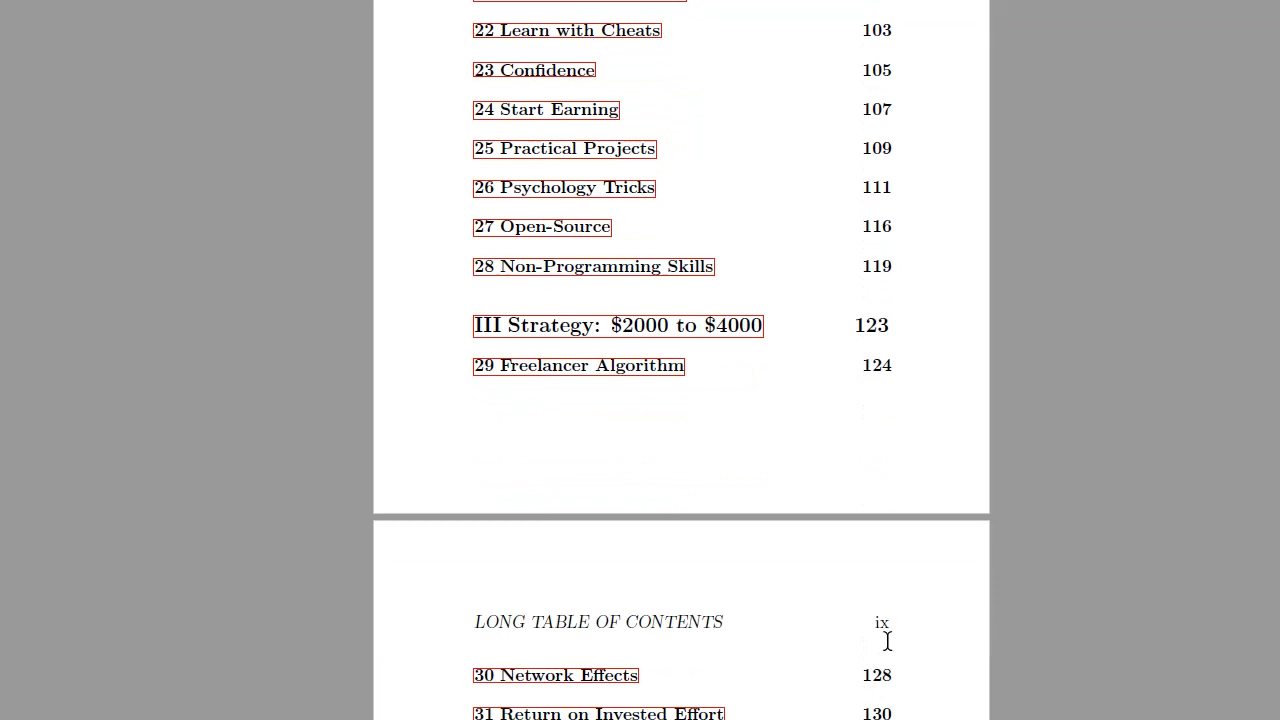 22 Learn with Cheats 103
23 Confidence 105
24 Start Earning 107
25 Practical Projects 109
26 Psychology Tricks 111
27 Open-Source 116
28 Non-Programming Skills 119
III Strategy: $2000 to $4000 123
29 Freelancer Algorithm 124
LONG TABLE OF CONTENTS ix
30 Network Effects 128
31 Return on Invested Effort 130